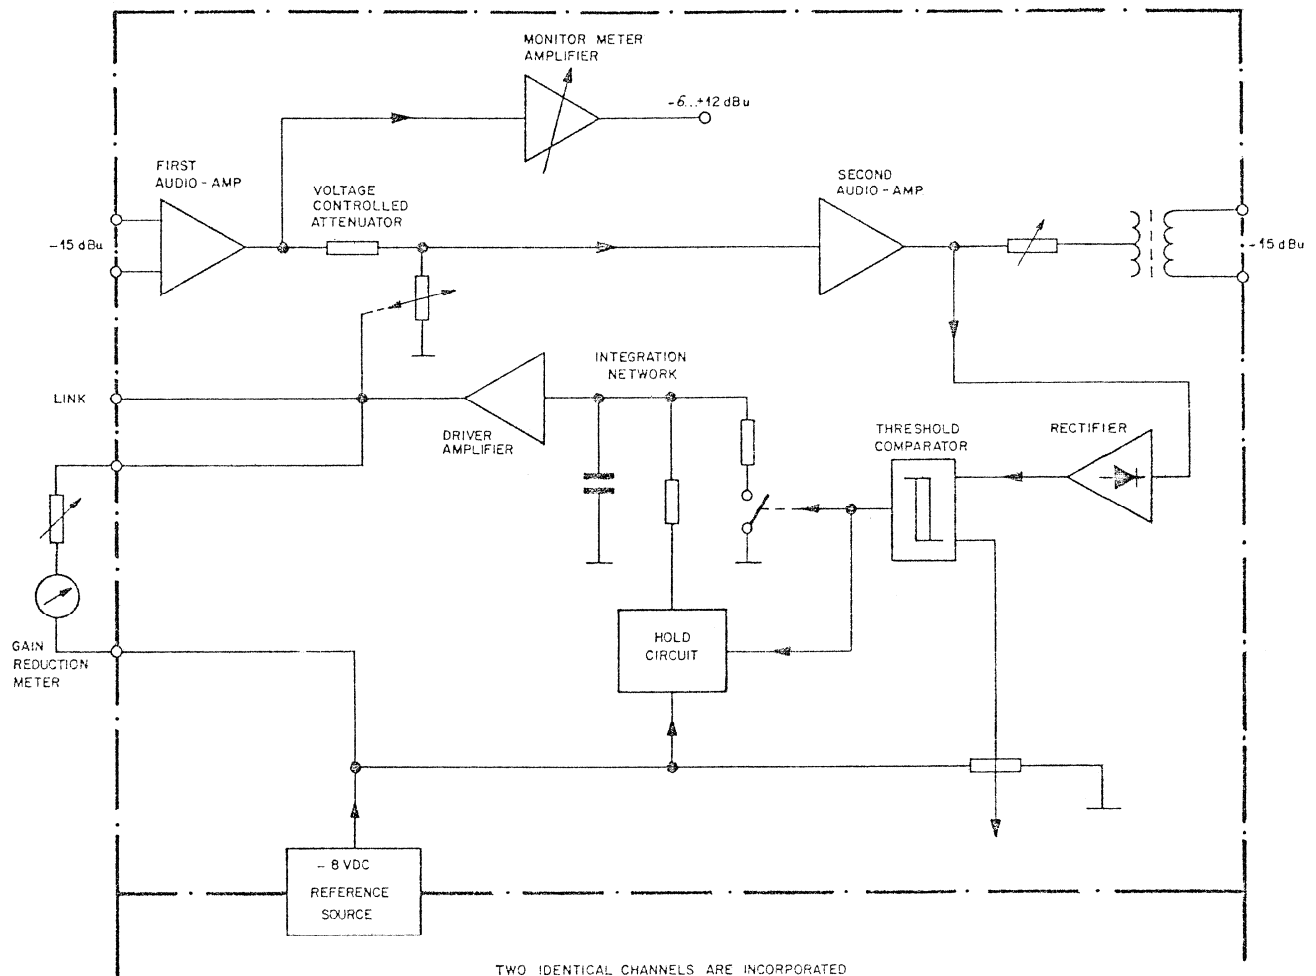 MONITOR METER
AMPLIFIER
-6...+12 dBu
FIRST
AUDIO-AMP
VOLTAGE
CONTROLLED
ATTENUATOR
SECOND
AUDIO-AMP
-15 dBu
-15 dBu
LINK
DRIVER
AMPLIFIER
INTEGRATION
NETWORK
THRESHOLD
COMPARATOR
RECTIFIER
HOLD
CIRCUIT
GAIN
REDUCTION
METER
- 8 VDC
REFERENCE
SOURCE
TWO IDENTICAL CHANNELS ARE INCORPORATED